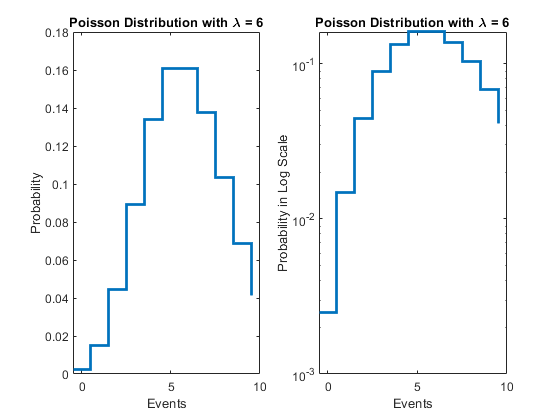 Poisson Distribution with λ = 6
0.18
0.16
0.14
0.12
0.1
0.08
0.06
0.04
0.02
0
Probability
0 5 10
Events
Poisson Distribution with λ = 6
10⁻¹
10⁻²
10⁻³
Probability in Log Scale
0 5 10
Events